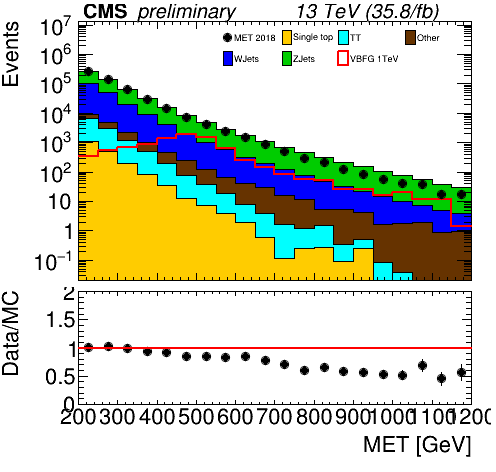 CMS preliminary 13 TeV (35.8/fb)
Events
MET 2018 Single top TT Other
WJets ZJets VBFG 1TeV
10^7
10^6
10^5
10^4
10^3
10^2
10
1
10^−1
Data/MC
2
1.5
1
0.5
0
200 300 400 500 600 700 800 900 1000 1100 1200
MET [GeV]